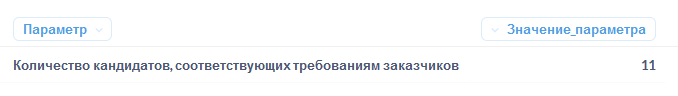 Параметр Значение_параметра
Количество кандидатов, соответствующих требованиям заказчиков 11